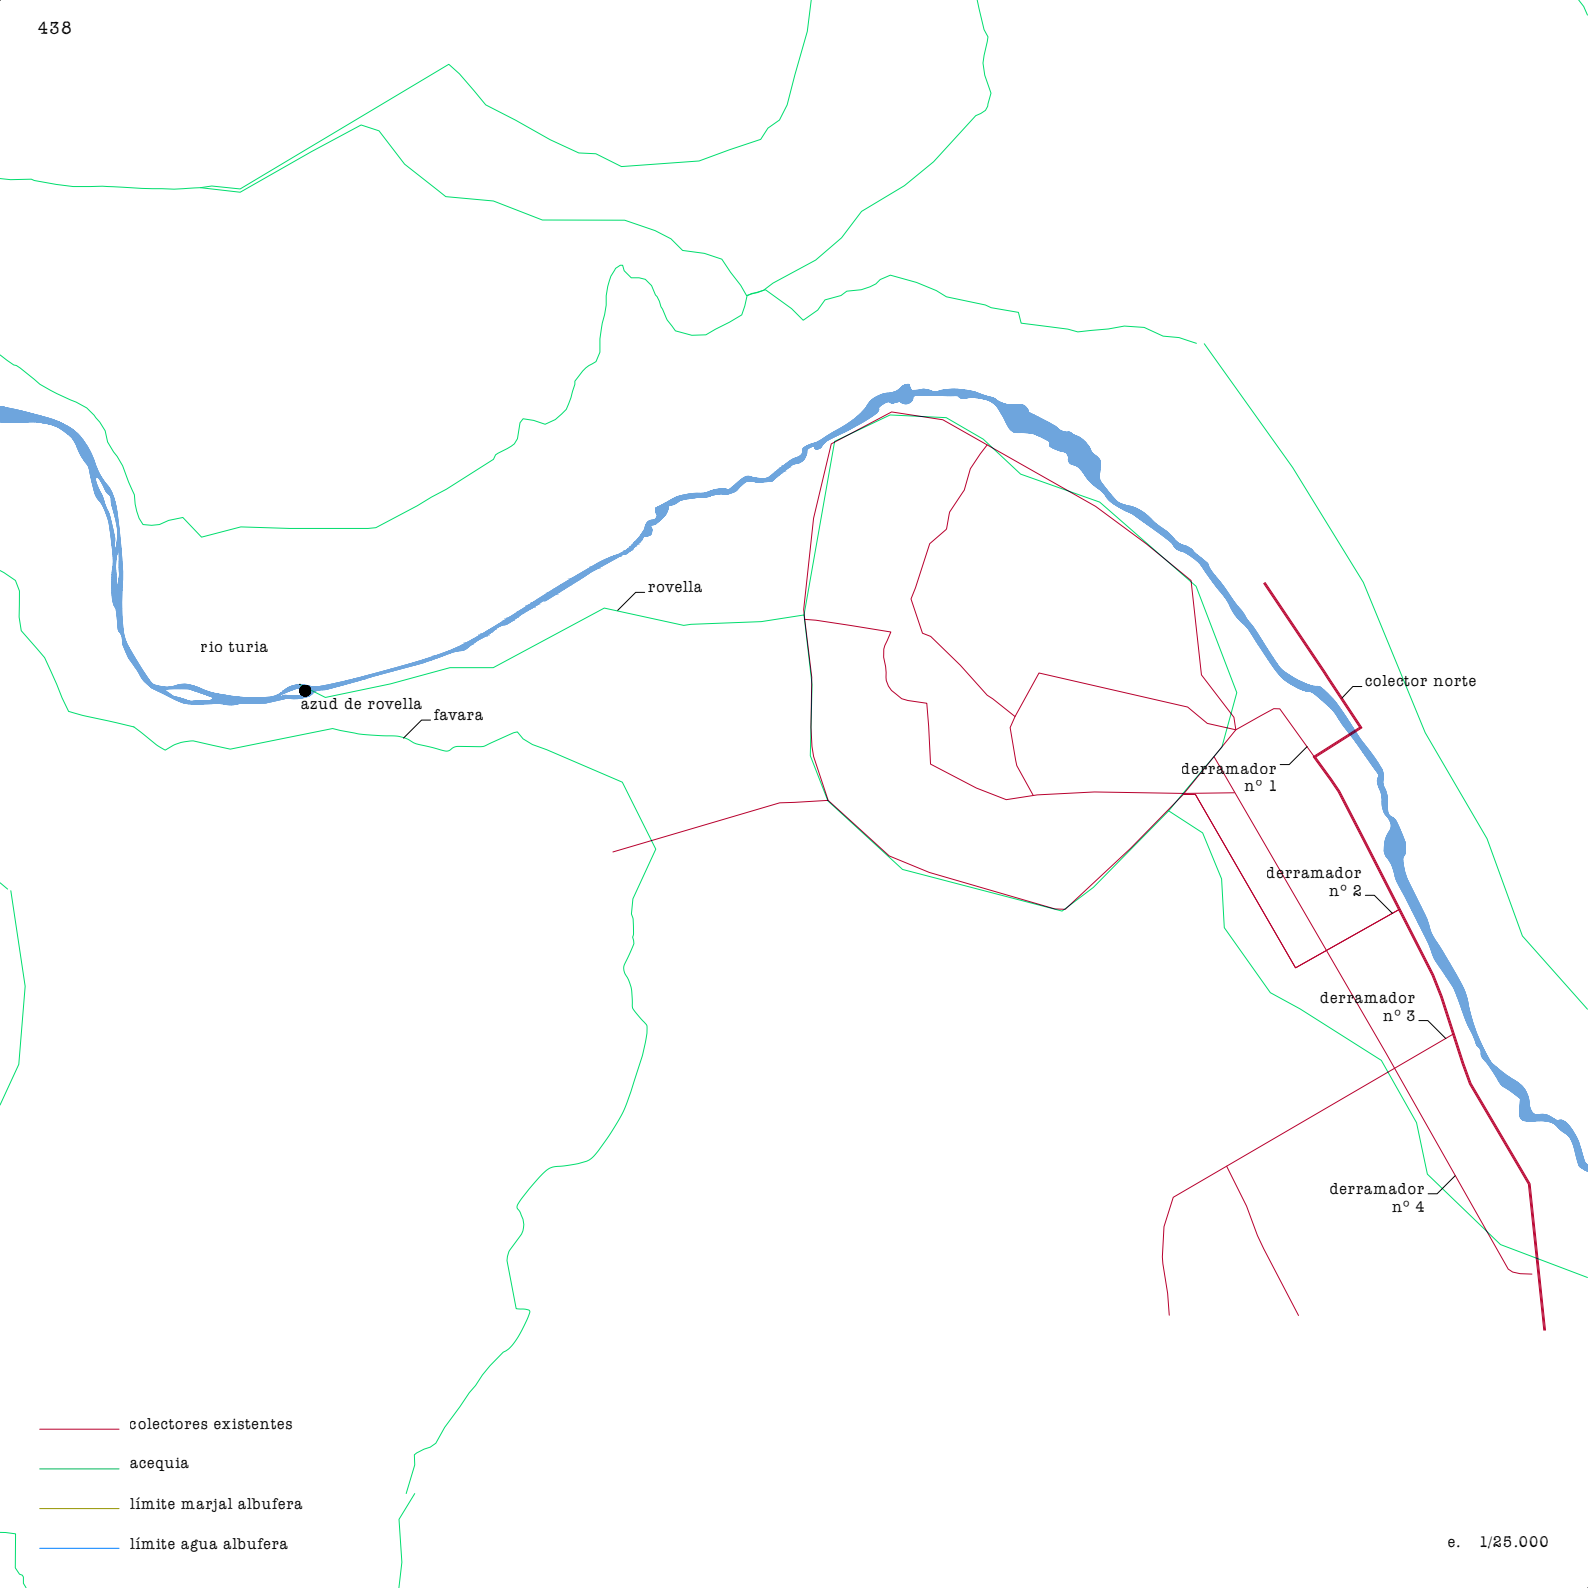 438
rovella
rio turia
colector norte
azud de rovella
favara
derramador
nº 1
derramador
nº 2
derramador
nº 3
derramador
nº 4
colectores existentes
acequia
límite marjal albufera
límite agua albufera
e. 1/25.000